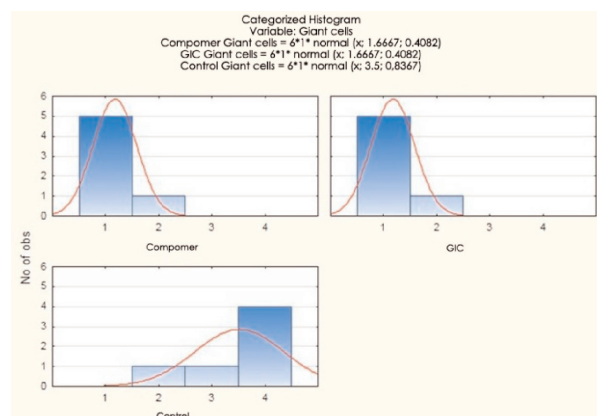 Categorized Histogram
Variable: Giant cells
Compomer Giant cells = 6*1* normal (x; 1.6667; 0.4082)
GIC Giant cells = 6*1* normal (x; 1.6667; 0.4082)
Control Giant cells = 6*1* normal (x; 3.5; 0,8367)
6
5
4
3
2
1
0
1 2 3 4
Compomer
6
5
4
3
2
1
0
1 2 3 4
GIC
No of obs
6
5
4
3
2
1
0
1 2 3 4
Control